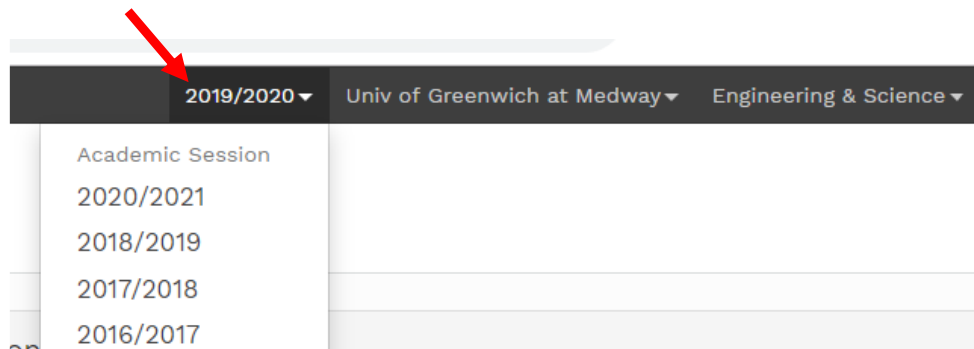 2019/2020 Univ of Greenwich at Medway Engineering & Science
Academic Session
2020/2021
2018/2019
2017/2018
2016/2017